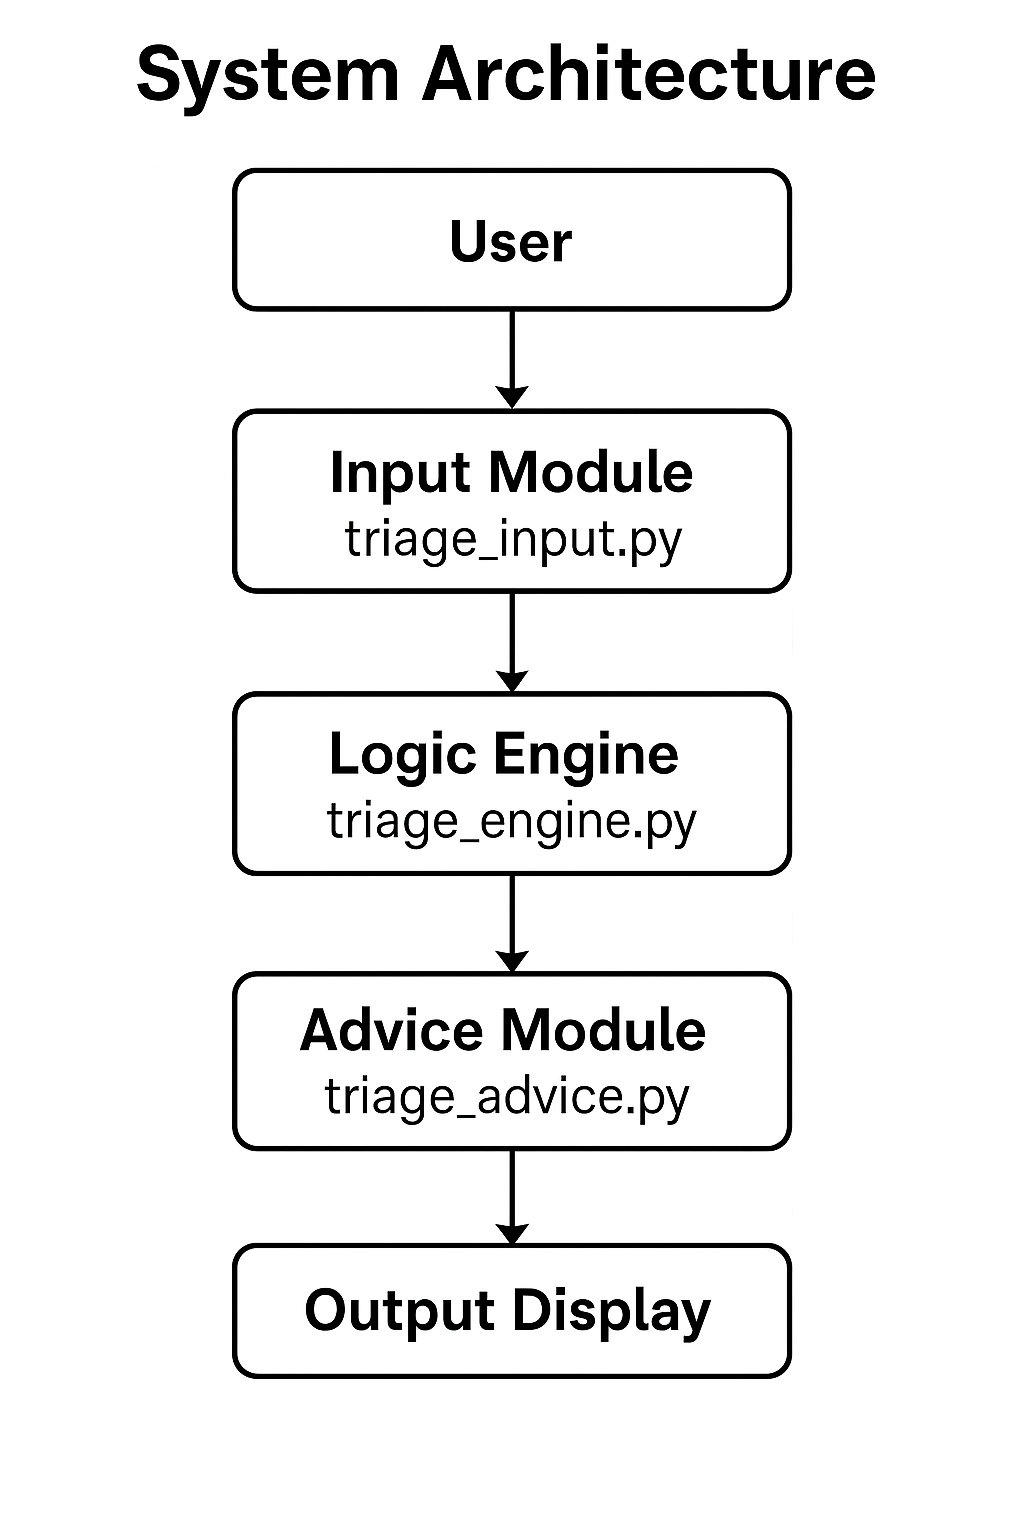 System Architecture
User
Input Module
triage_input.py
Logic Engine
triage_engine.py
Advice Module
triage_advice.py
Output Display